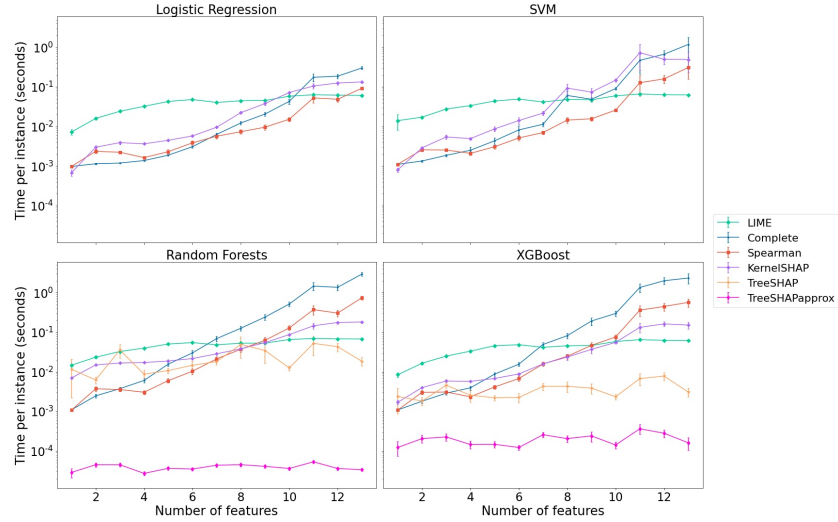 Logistic Regression
SVM
Time per instance (seconds)
10⁰
10⁻¹
10⁻²
10⁻³
10⁻⁴
Random Forests
XGBoost
Time per instance (seconds)
10⁰
10⁻¹
10⁻²
10⁻³
10⁻⁴
2 4 6 8 10 12
2 4 6 8 10 12
Number of features
Number of features
LIME
Complete
Spearman
KernelSHAP
TreeSHAP
TreeSHAPapprox